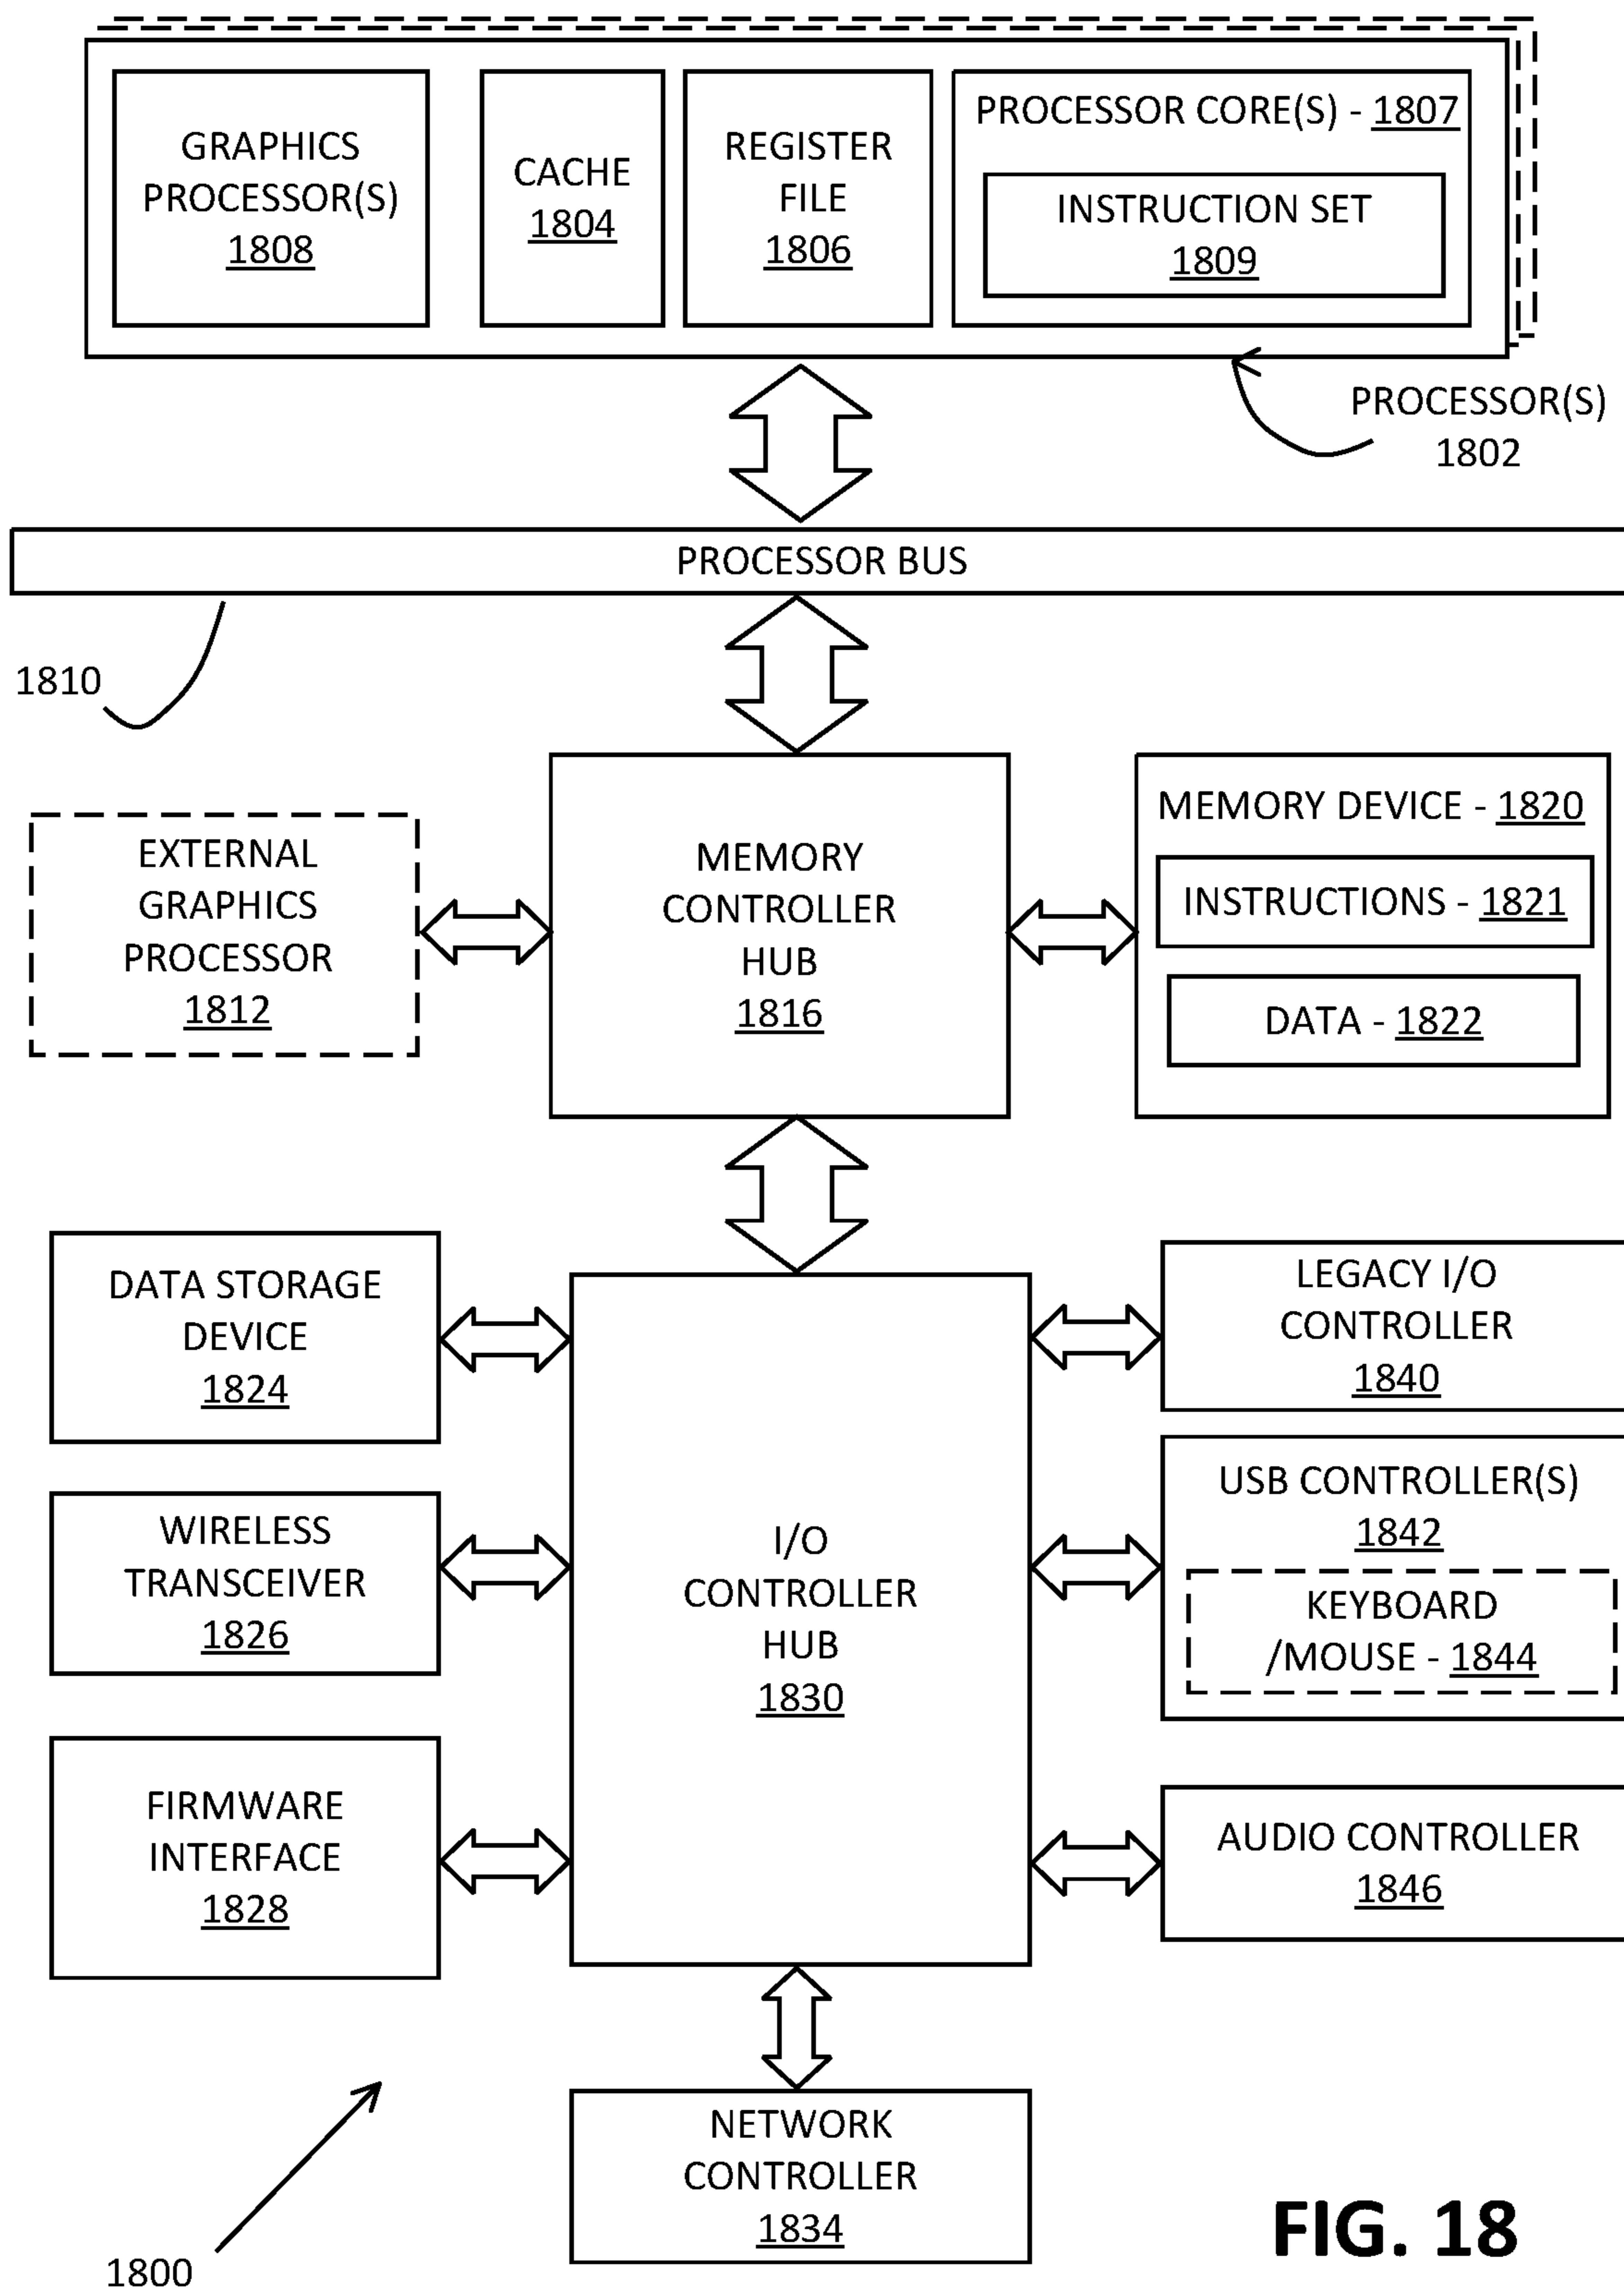 GRAPHICS
PROCESSOR(S)
1808
CACHE
1804
REGISTER
FILE
1806
PROCESSOR CORE(S) - 1807
INSTRUCTION SET
1809
PROCESSOR(S)
1802
PROCESSOR BUS
1810
EXTERNAL
GRAPHICS
PROCESSOR
1812
MEMORY
CONTROLLER
HUB
1816
MEMORY DEVICE - 1820
INSTRUCTIONS - 1821
DATA - 1822
DATA STORAGE
DEVICE
1824
WIRELESS
TRANSCEIVER
1826
FIRMWARE
INTERFACE
1828
I/O
CONTROLLER
HUB
1830
LEGACY I/O
CONTROLLER
1840
USB CONTROLLER(S)
1842
KEYBOARD
/MOUSE - 1844
AUDIO CONTROLLER
1846
NETWORK
CONTROLLER
1834
1800
FIG. 18